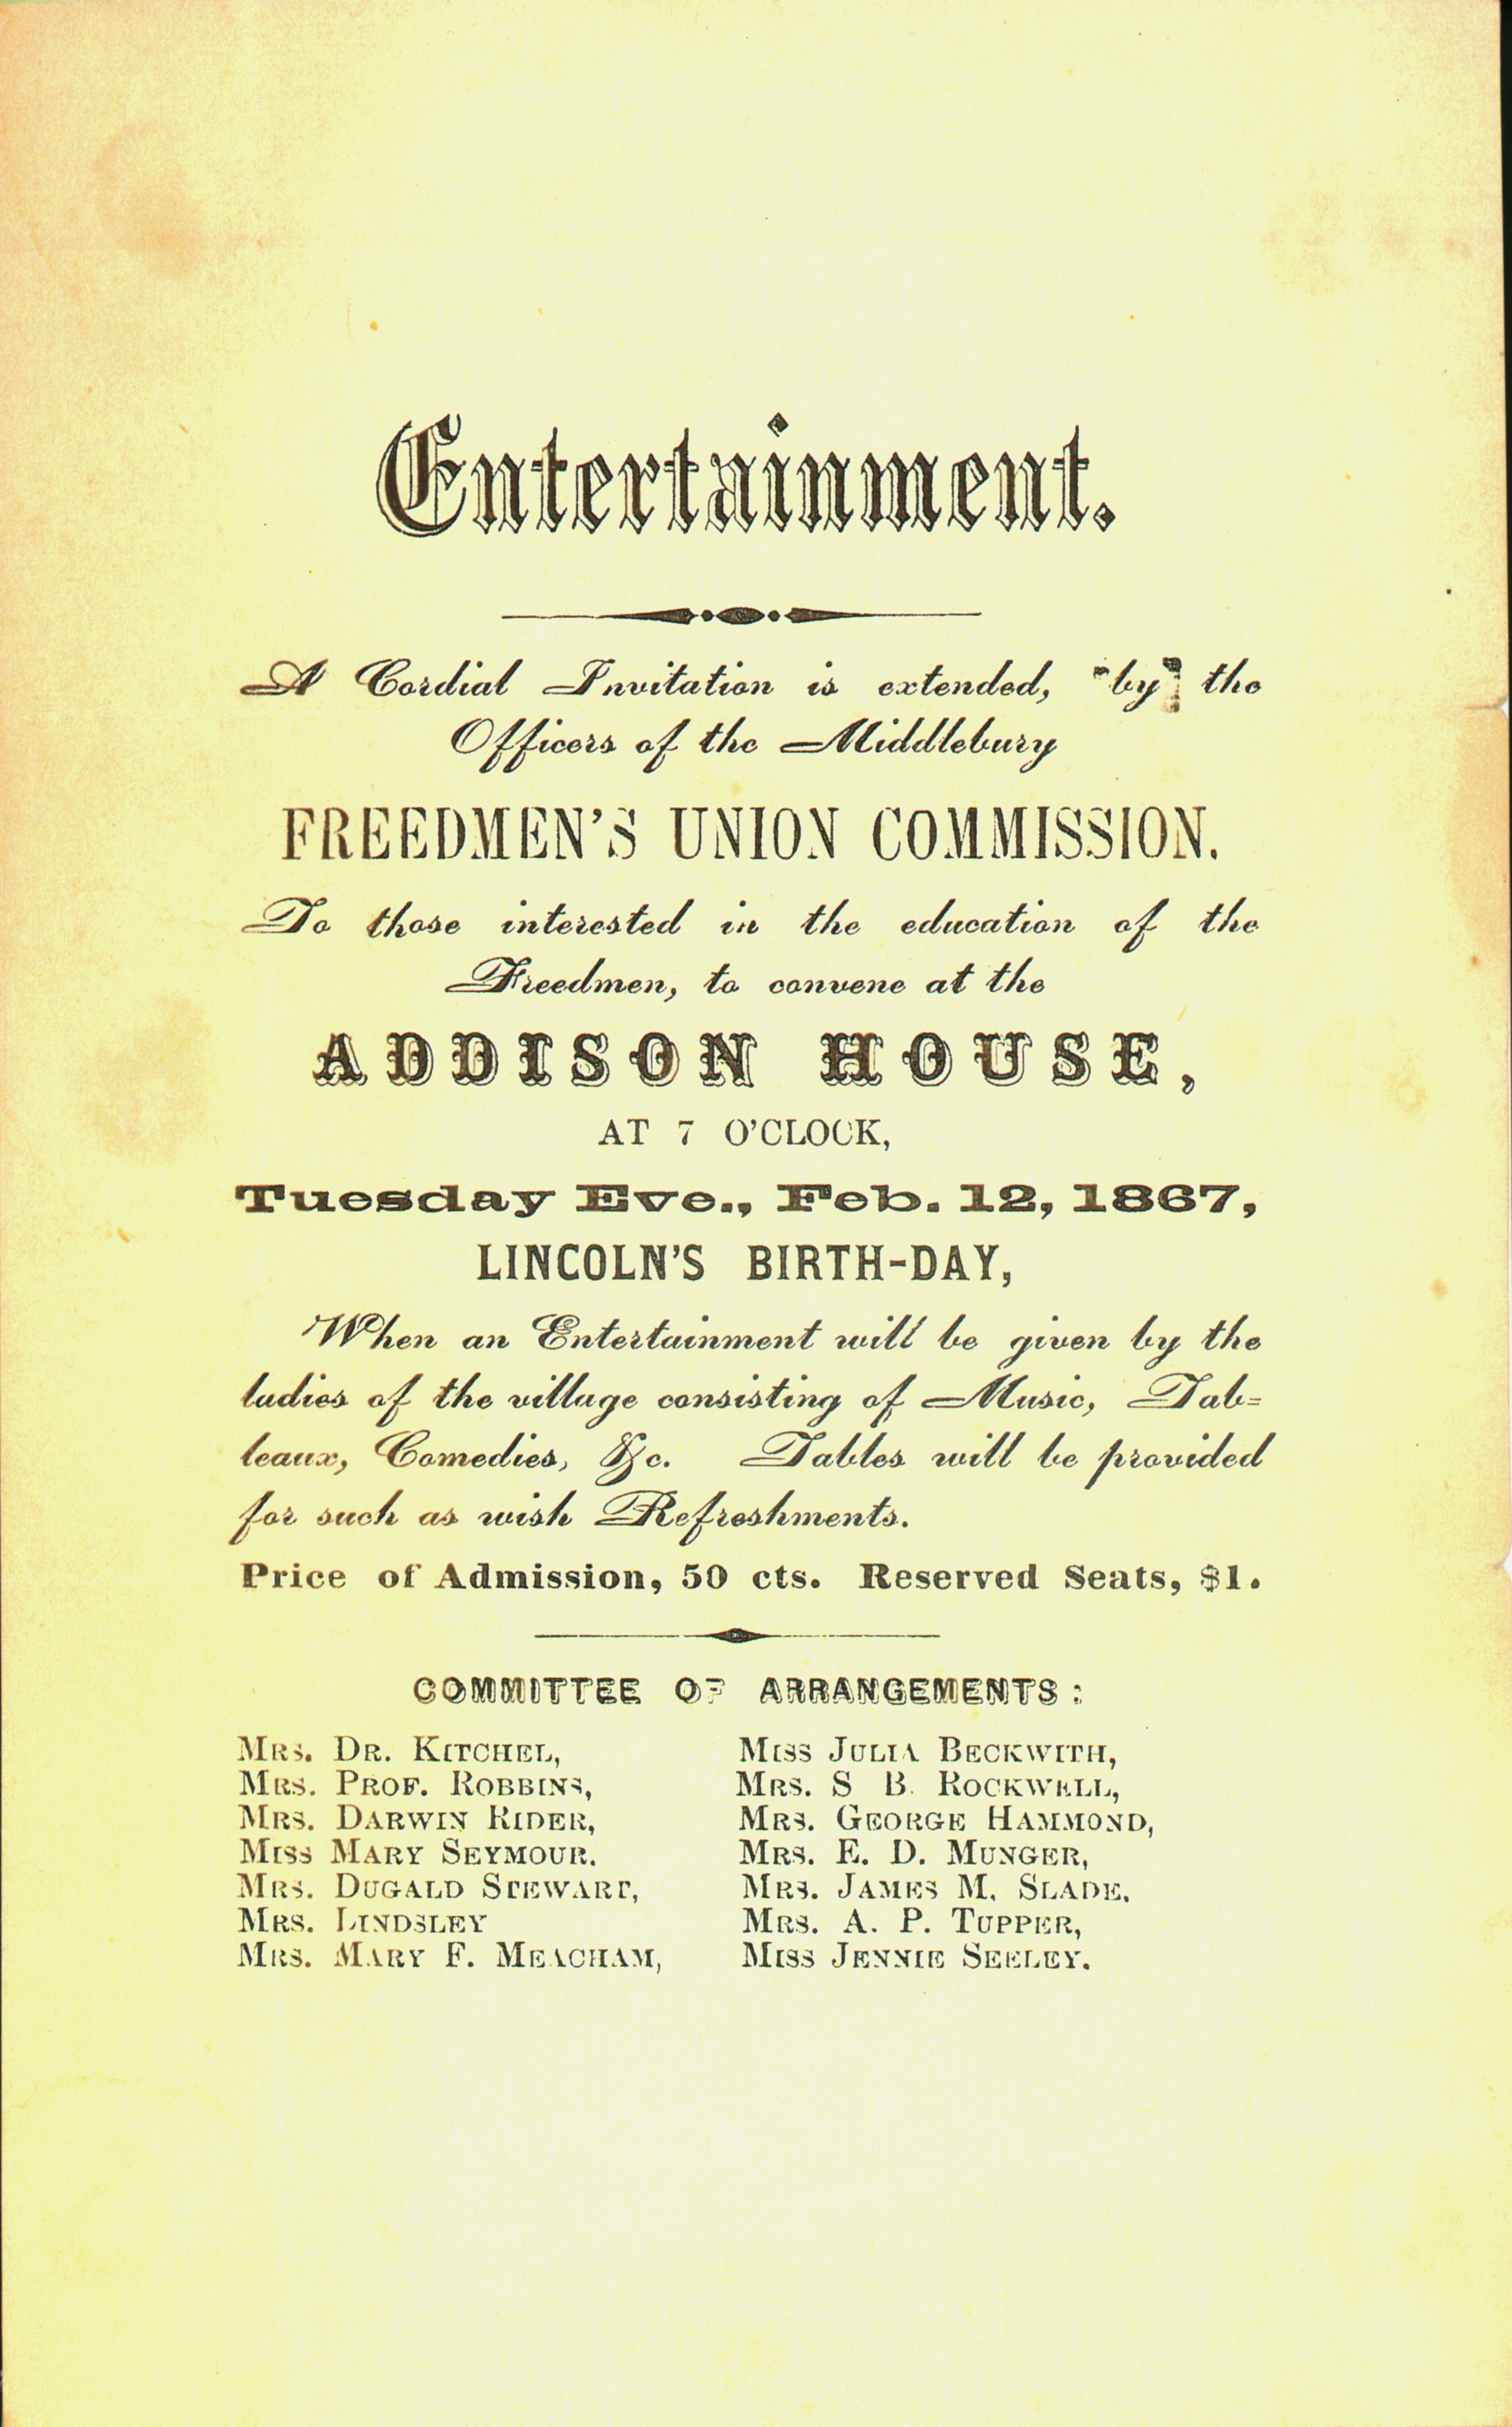 Entertainment.
A Cordial Invitation is extended, by the
Officers of the Middlebury
FREEDMEN'S UNION COMMISSION.
To those interested in the education of the
Freedmen, to convene at the
ADDISON HOUSE,
AT 7 O'CLOCK,
Tuesday Eve., Feb. 12, 1867,
LINCOLN'S BIRTH-DAY,
When an Entertainment will be given by the
ladies of the village consisting of Music, Tab-
leaux, Comedies, &c. Tables will be provided
for such as wish Refreshments.
Price of Admission, 50 cts. Reserved Seats, $1.
COMMITTEE OF ARRANGEMENTS:
MRS. DR. KITCHEL,
MRS. PROF. ROBBINS,
MRS. DARWIN RIDER,
MISS MARY SEYMOUR.
MRS. DUGALD STEWART,
MRS. LINDSLEY
MRS. MARY F. MEACHAM,
MISS JULIA BECKWITH,
MRS. S B. ROCKWELL,
MRS. GEORGE HAMMOND,
MRS. E. D. MUNGER,
MRS. JAMES M. SLADE.
MRS. A. P. TUPPER,
MISS JENNIE SEELEY.